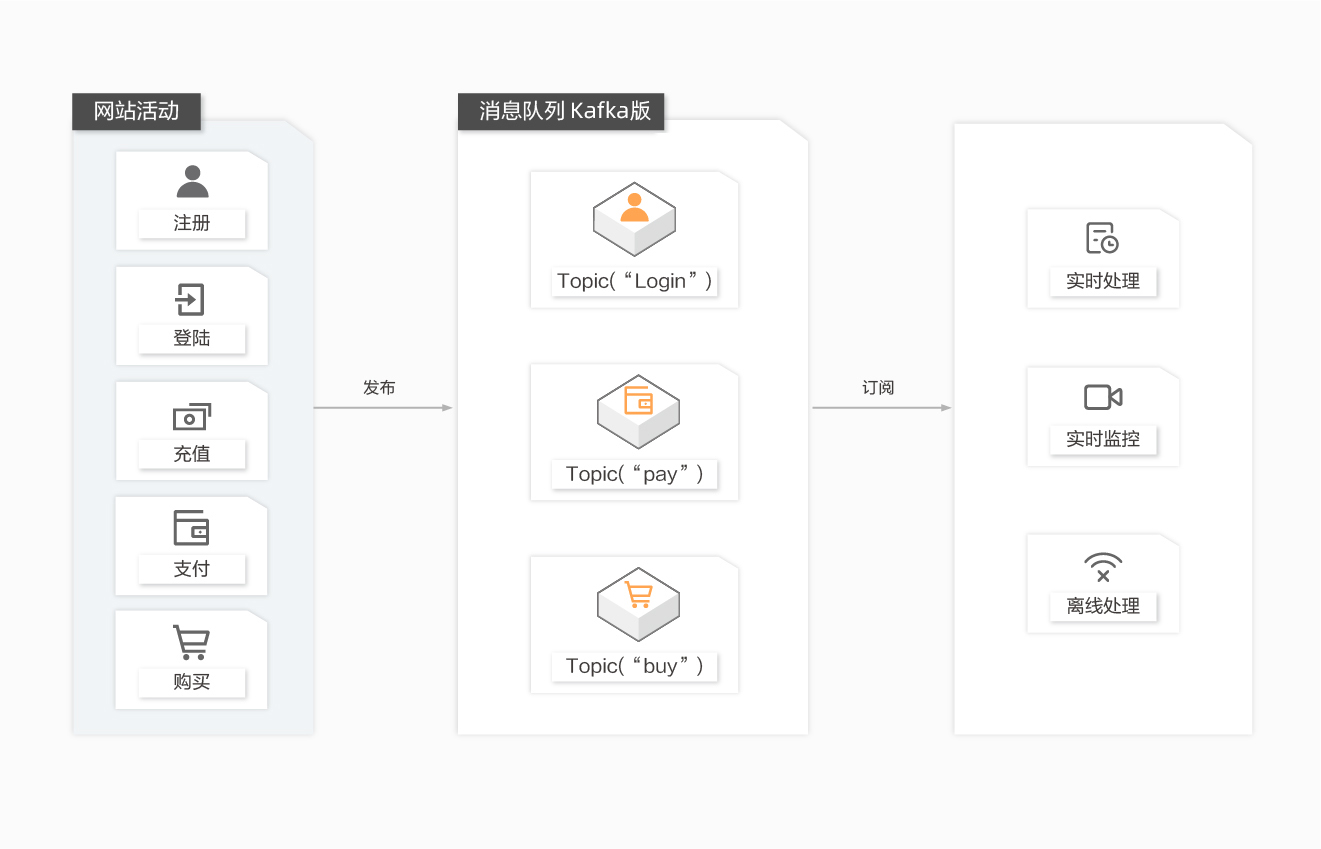 网站活动
注册
登陆
充值
支付
购买
发布
消息队列 Kafka版
Topic(“Login”)
Topic(“pay”)
Topic(“buy”)
订阅
实时处理
实时监控
离线处理